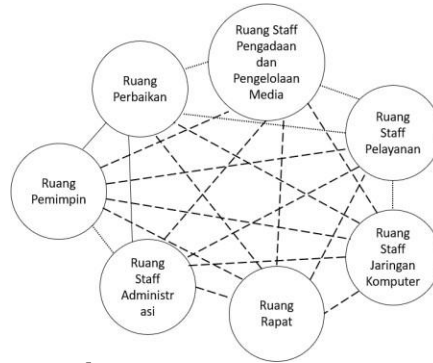 Ruang Staff
Pengadaan
dan
Pengelolaan
Media
Ruang
Perbaikan
Ruang
Staff
Pelayanan
Ruang
Pemimpin
Ruang
Staff
Jaringan
Komputer
Ruang
Staff
Administr
asi
Ruang
Rapat